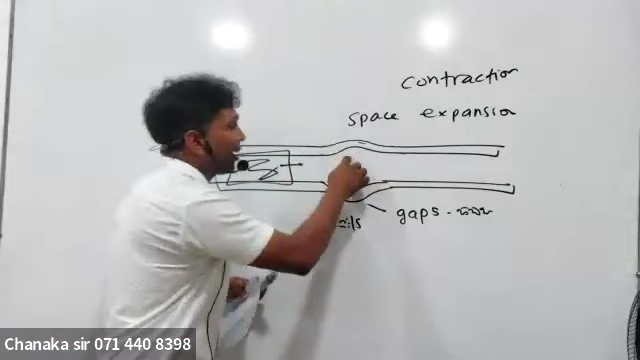 contraction
space expansion
gaps -
Chanaka sir 071 440 8398